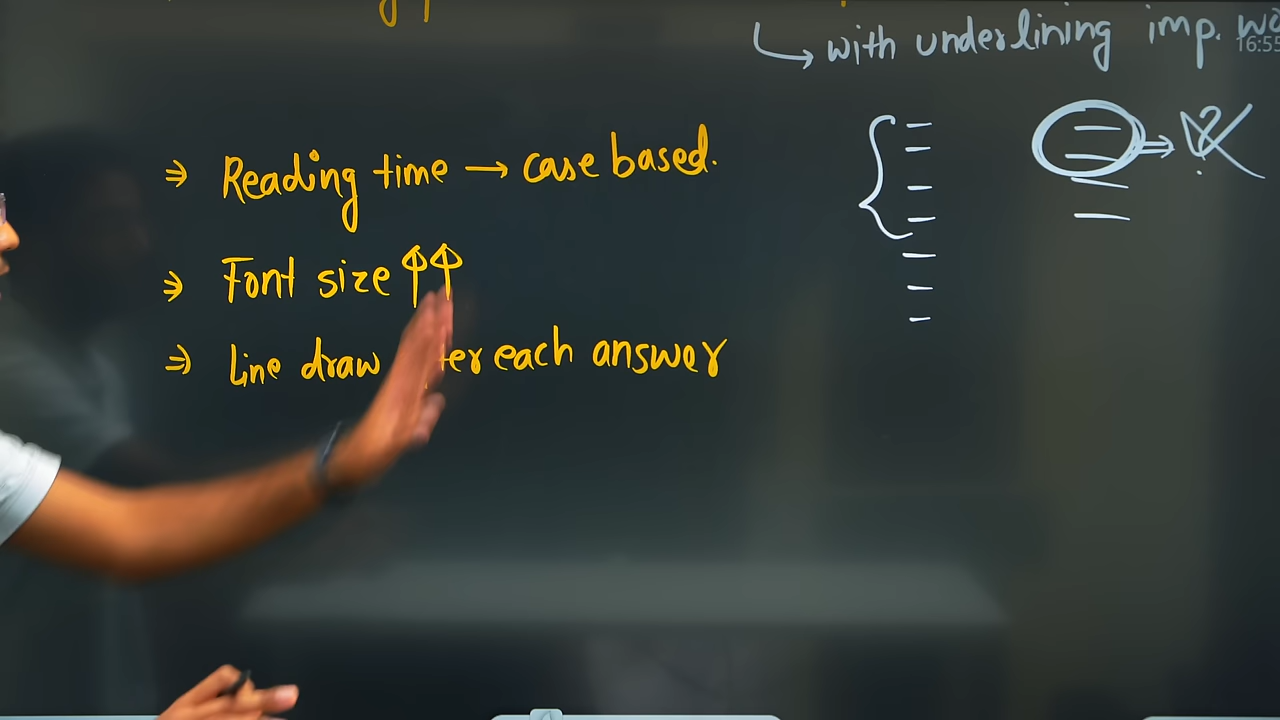 with underlining imp.
16:55
⇒ Reading time → case based.
⇒ Font size ↑↑
⇒ Line draw each answer